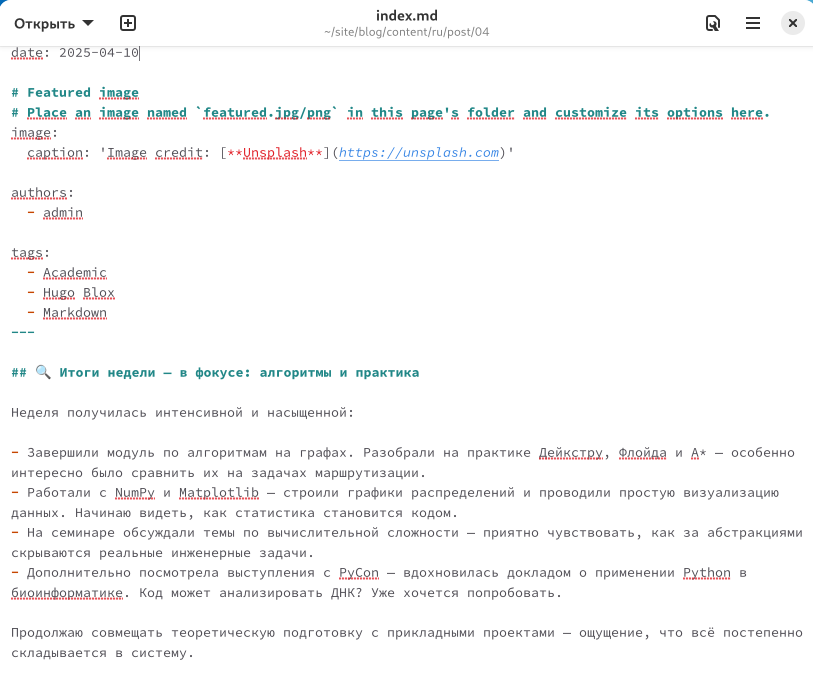 Открыть
index.md
~/site/blog/content/ru/post/04
date: 2025-04-10
# Featured image
# Place an image named `featured.jpg/png` in this page's folder and customize its options here.
image:
caption: 'Image credit: [**Unsplash**](https://unsplash.com)'
authors:
- admin
tags:
- Academic
- Hugo Blox
- Markdown
---
## 🔍 Итоги недели — в фокусе: алгоритмы и практика
Неделя получилась интенсивной и насыщенной:
- Завершили модуль по алгоритмам на графах. Разобрали на практике Дейкстру, Флойда и A* — особенно
интересно было сравнить их на задачах маршрутизации.
- Работали с NumPy и Matplotlib — строили графики распределений и проводили простую визуализацию
данных. Начинаю видеть, как статистика становится кодом.
- На семинаре обсуждали темы по вычислительной сложности — приятно чувствовать, как за абстракциями
скрываются реальные инженерные задачи.
- Дополнительно посмотрела выступления с PyCon — вдохновилась докладом о применении Python в
биоинформатике. Код может анализировать ДНК? Уже хочется попробовать.
Продолжаю совмещать теоретическую подготовку с прикладными проектами — ощущение, что всё постепенно
складывается в систему.